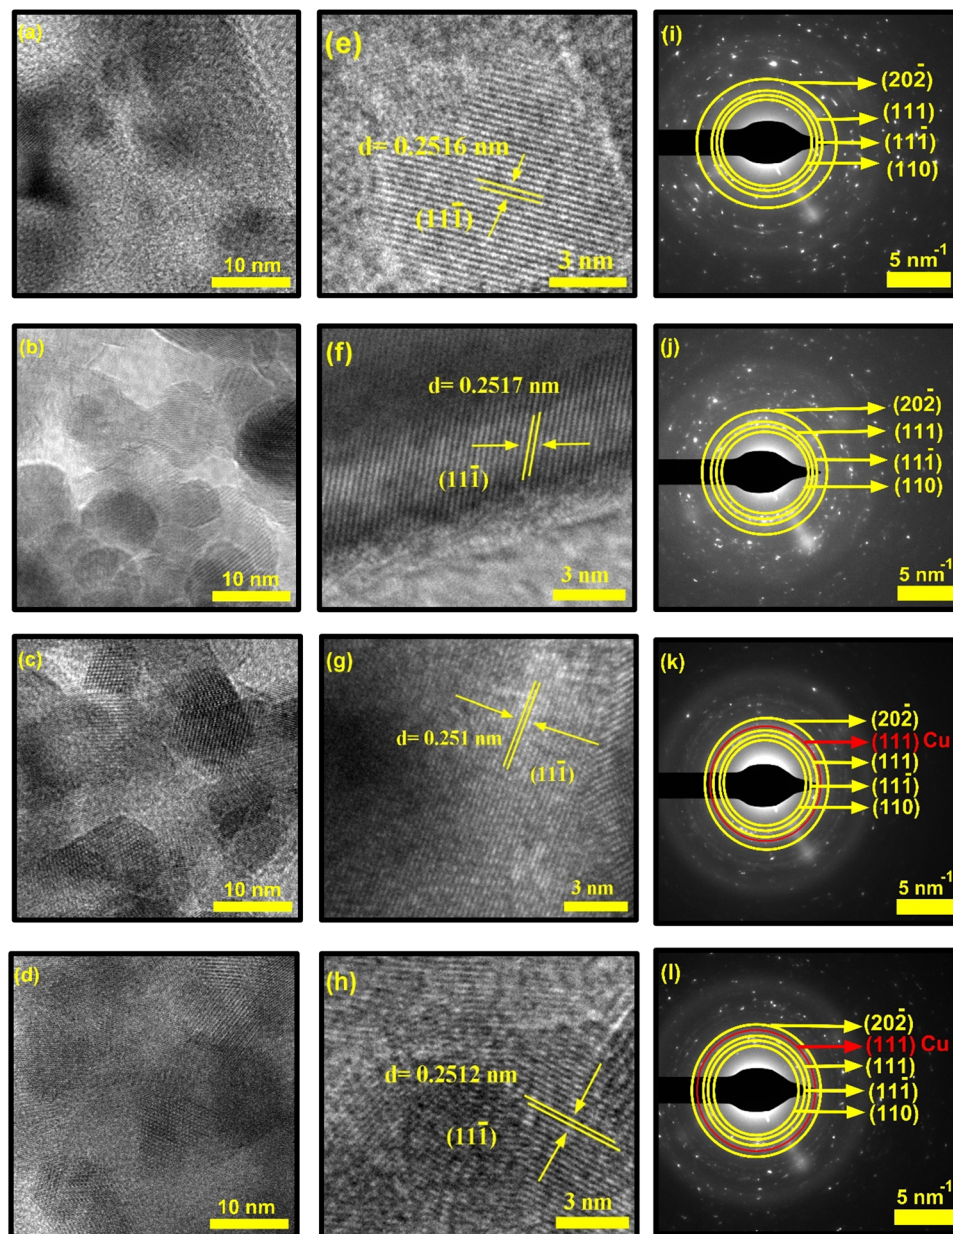 (a)
10 nm
(e)
d= 0.2516 nm
(111̄)
3 nm
(i)
(202̄)
(111)
(111̄)
(110)
5 nm⁻¹
(b)
10 nm
(f)
d= 0.2517 nm
(111̄)
3 nm
(j)
(202̄)
(111)
(111̄)
(110)
5 nm⁻¹
(c)
10 nm
(g)
d= 0.251 nm
(111̄)
3 nm
(k)
(202̄)
(111) Cu
(111)
(111̄)
(110)
5 nm⁻¹
(d)
10 nm
(h)
d= 0.2512 nm
(111̄)
3 nm
(l)
(202̄)
(111) Cu
(111)
(111̄)
(110)
5 nm⁻¹